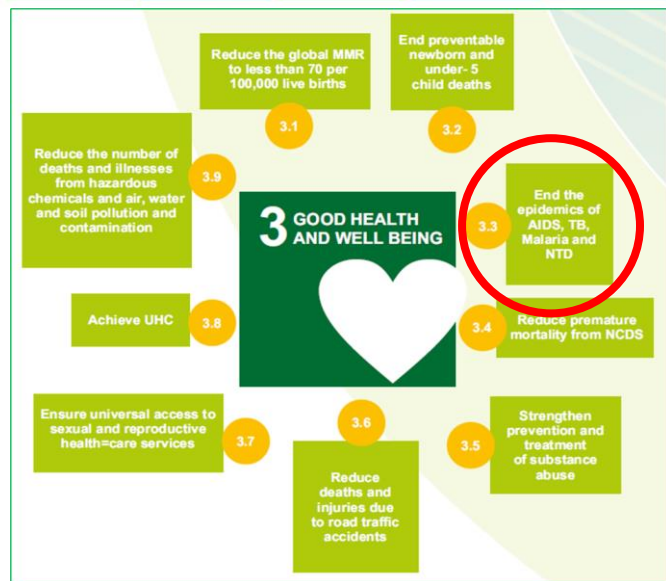 Reduce the global MMR
to less than 70 per
100,000 live births
3.1
End preventable
newborn and
under- 5
child deaths
3.2
End the
epidemics of
AIDS, TB,
Malaria and
NTD
3.3
Reduce premature
mortality from NCDS
3.4
Strengthen
prevention and
treatment
of substance
abuse
3.5
3.6
Reduce
deaths and
injuries due
to road traffic
accidents
Ensure universal access to
sexual and reproductive
health=care services
3.7
Achieve UHC
3.8
Reduce the number of
deaths and illnesses
from hazardous
chemicals and air, water
and soil pollution and
contamination
3.9
3 GOOD HEALTH
AND WELL BEING